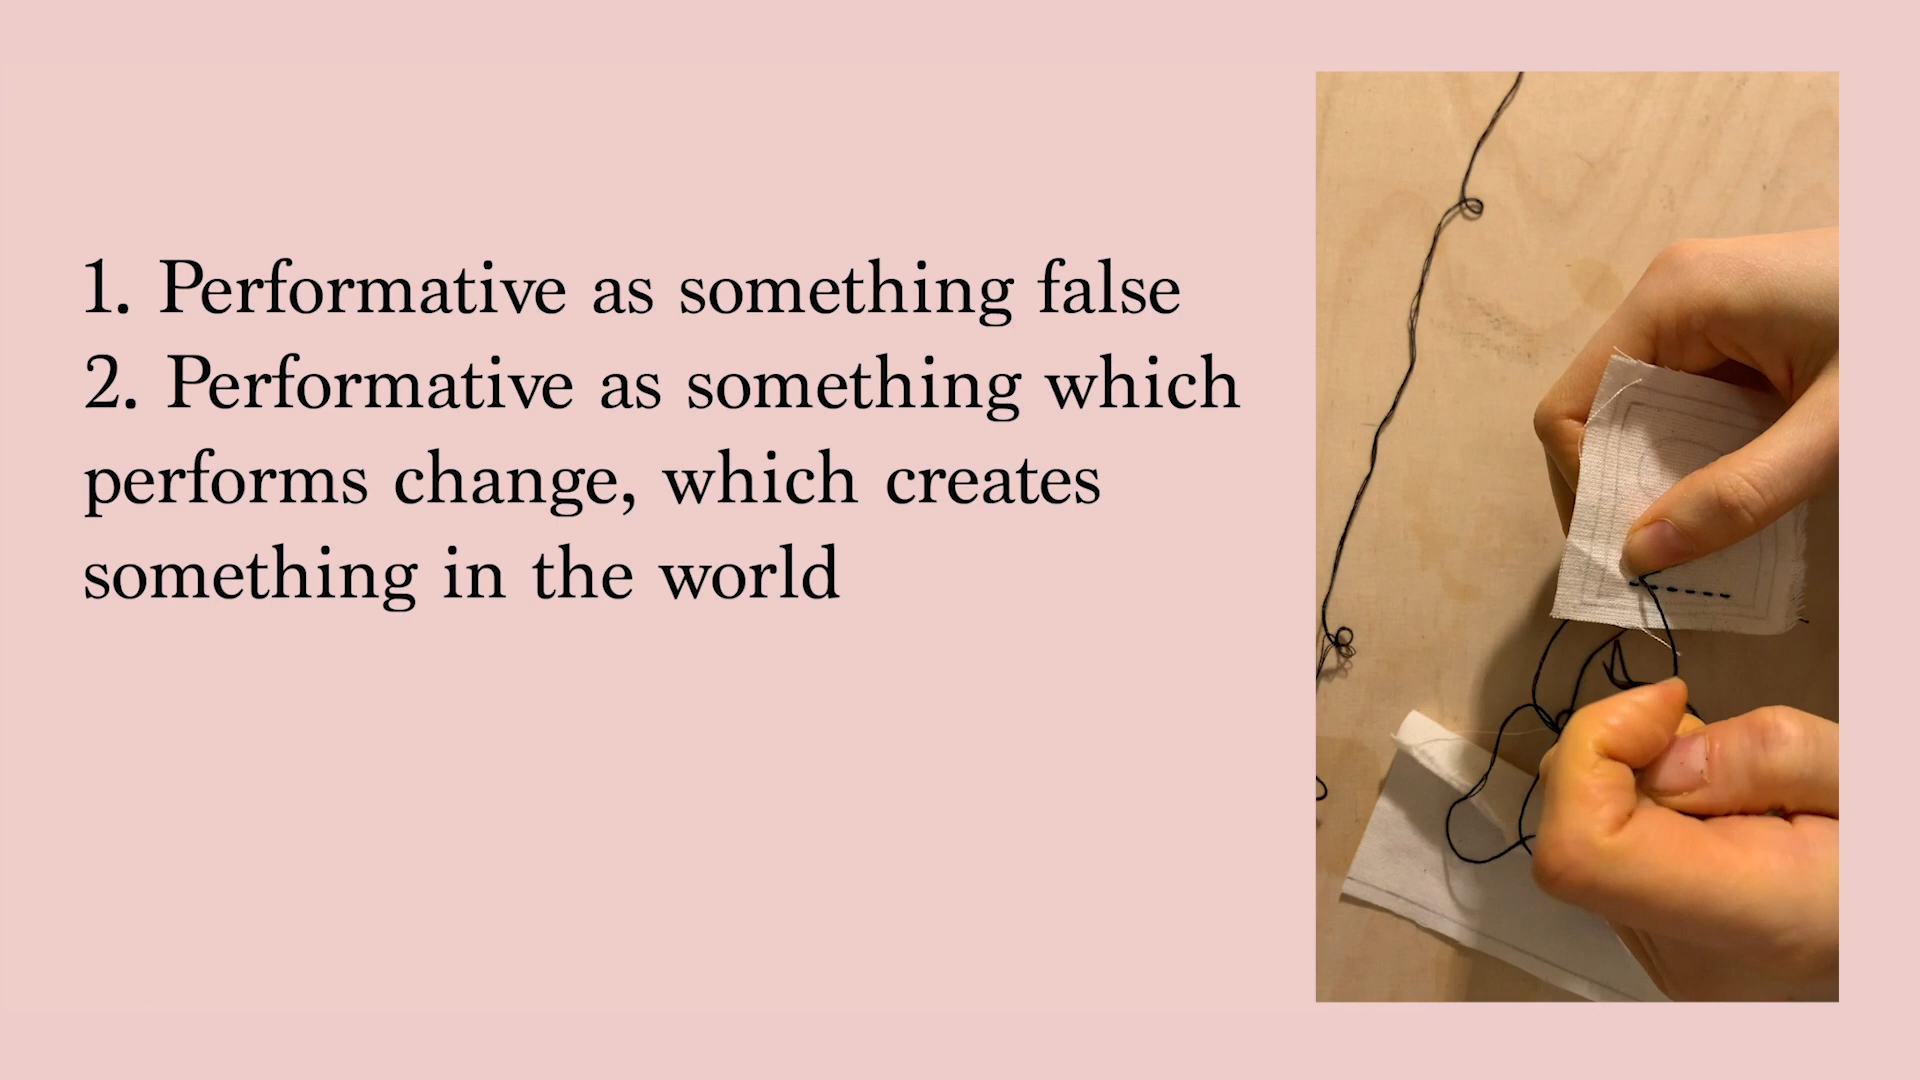 1. Performative as something false
2. Performative as something which
performs change, which creates
something in the world